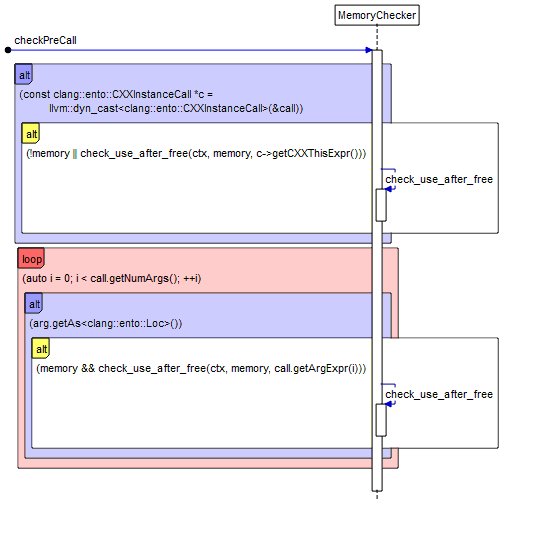 MemoryChecker
checkPreCall
alt
(const clang::ento::CXXInstanceCall *c =
llvm::dyn_cast<clang::ento::CXXInstanceCall>(&call))
alt
(!memory || check_use_after_free(ctx, memory, c->getCXXThisExpr()))
check_use_after_free
loop
(auto i = 0; i < call.getNumArgs(); ++i)
alt
(arg.getAs<clang::ento::Loc>())
alt
(memory && check_use_after_free(ctx, memory, call.getArgExpr(i)))
check_use_after_free